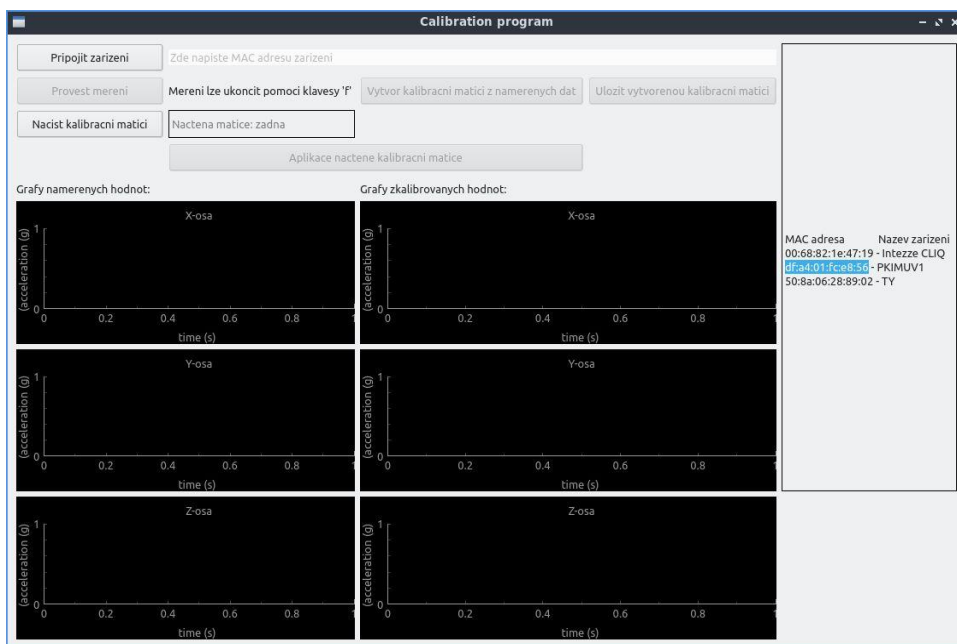 Calibration program
Pripojit zarizeni
Zde napiste MAC adresu zarizeni
Provest mereni
Mereni lze ukoncit pomoci klavesy 'f'
Vytvor kalibracni matici z namerenych dat
Ulozit vytvorenou kalibracni matici
Nacist kalibracni matici
Nactena matice: zadna
Aplikace nactene kalibracni matice
Grafy namerenych hodnot:
Grafy zkalibrovanych hodnot:
X-osa
(acceleration (g)
1
0
0 0.2 0.4 0.6 0.8 1
time (s)
X-osa
(acceleration (g)
1
0
0 0.2 0.4 0.6 0.8 1
time (s)
Y-osa
(acceleration (g)
1
0
0 0.2 0.4 0.6 0.8 1
time (s)
Y-osa
(acceleration (g)
1
0
0 0.2 0.4 0.6 0.8 1
time (s)
Z-osa
(acceleration (g)
1
0
0 0.2 0.4 0.6 0.8 1
time (s)
Z-osa
(acceleration (g)
1
0
0 0.2 0.4 0.6 0.8 1
time (s)
MAC adresa Nazev zarizeni
00:68:82:1e:47:19 - Intezze CLIQ
df:a4:01:fc:e8:56 - PKIMUV1
50:8a:06:28:89:02 - TY